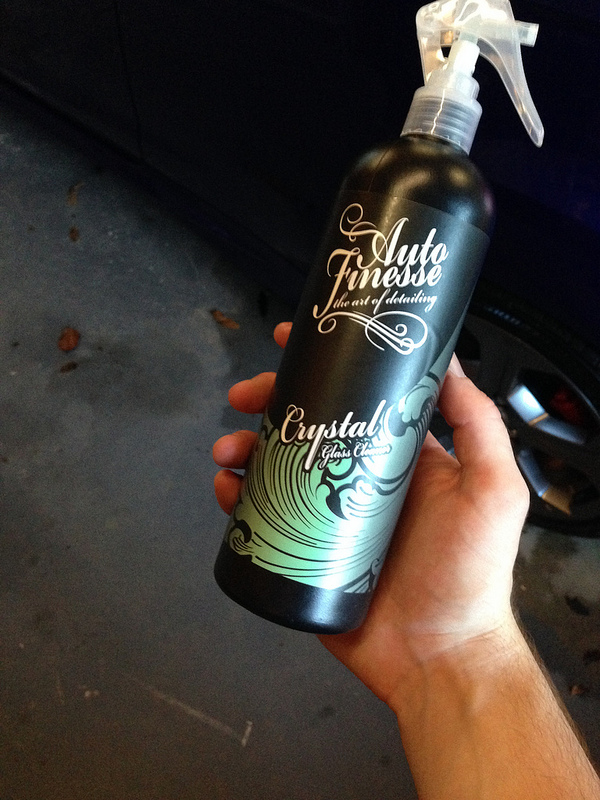 Auto
Finesse
the art of detailing
Crystal
Glass Cleaner